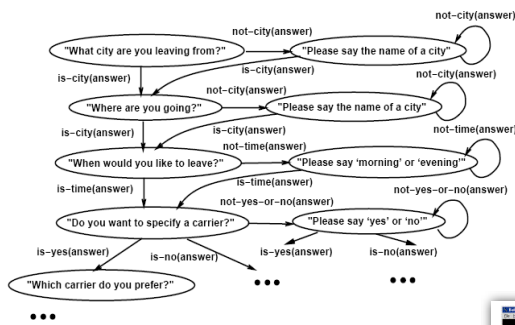 not−city(answer)
not−city(answer)
"What city are you leaving from?"
"Please say the name of a city"
is−city(answer)
is−city(answer)
not−city(answer)
not−city(answer)
"Where are you going?"
"Please say the name of a city"
is−city(answer)
is−city(answer)
not−time(answer)
not−time(answer)
"When would you like to leave?"
"Please say ‘morning’ or ‘evening’"
is−time(answer)
is−time(answer)
not−yes−or−no(answer)
not−yes−or−no(answer)
"Do you want to specify a carrier?"
"Please say ‘yes’ or ‘no’"
is−yes(answer)
is−no(answer)
is−yes(answer)
is−no(answer)
"Which carrier do you prefer?"